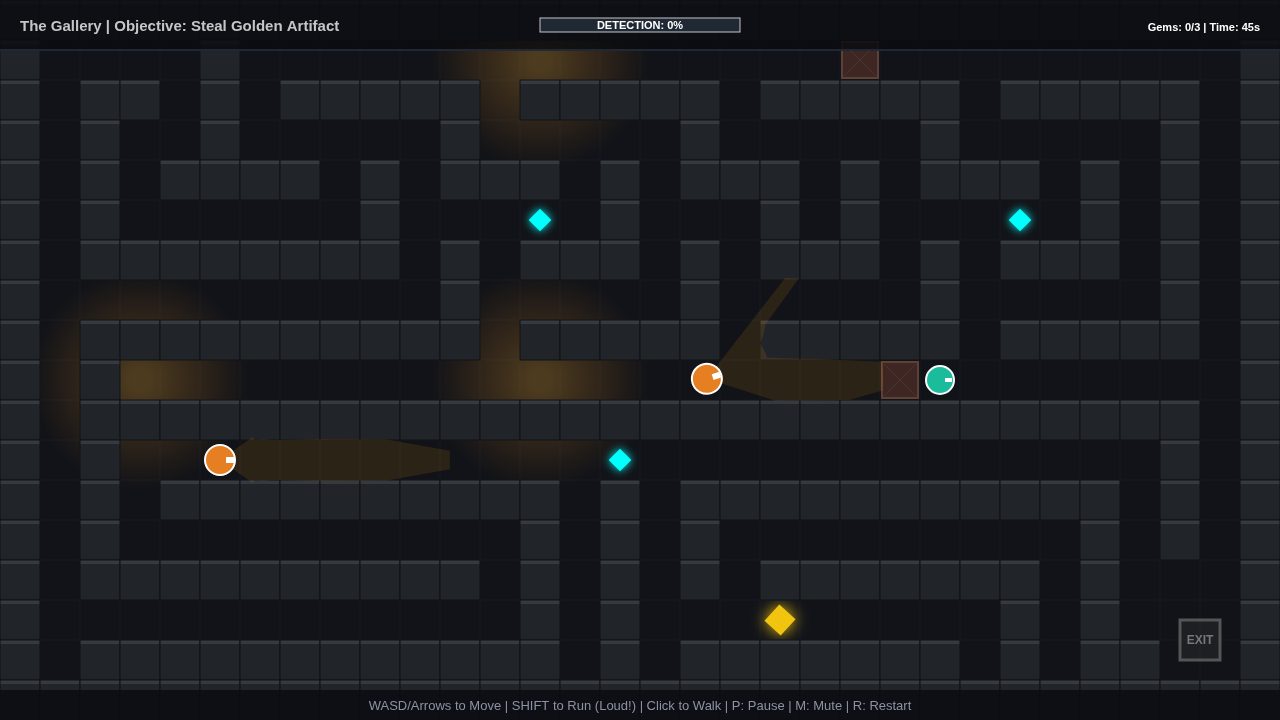 The Gallery | Objective: Steal Golden Artifact
DETECTION: 0%
Gems: 0/3 | Time: 45s
EXIT
WASD/Arrows to Move | SHIFT to Run (Loud!) | Click to Walk | P: Pause | M: Mute | R: Restart